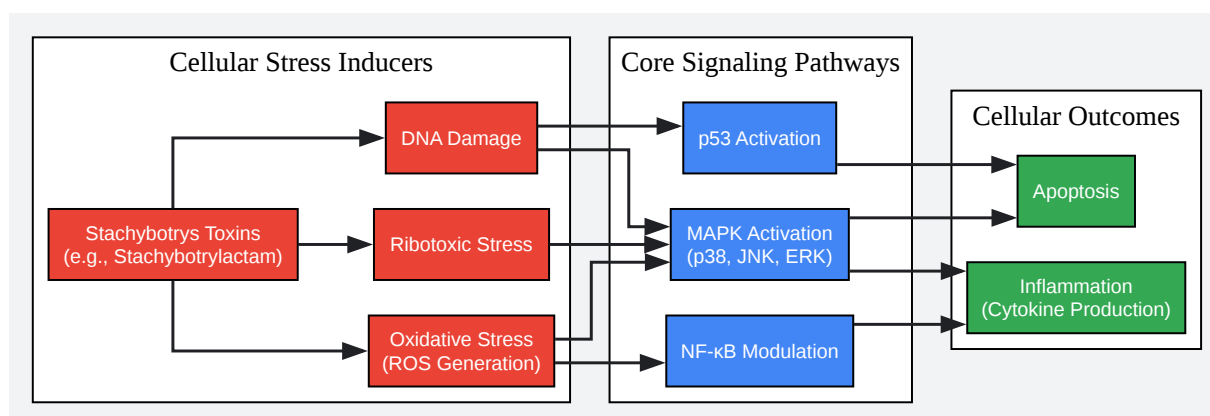 Cellular Stress Inducers
DNA Damage
Stachybotrys Toxins
(e.g., Stachybotrylactam)
Ribotoxic Stress
Oxidative Stress
(ROS Generation)
Core Signaling Pathways
p53 Activation
MAPK Activation
(p38, JNK, ERK)
NF-κB Modulation
Cellular Outcomes
Apoptosis
Inflammation
(Cytokine Production)